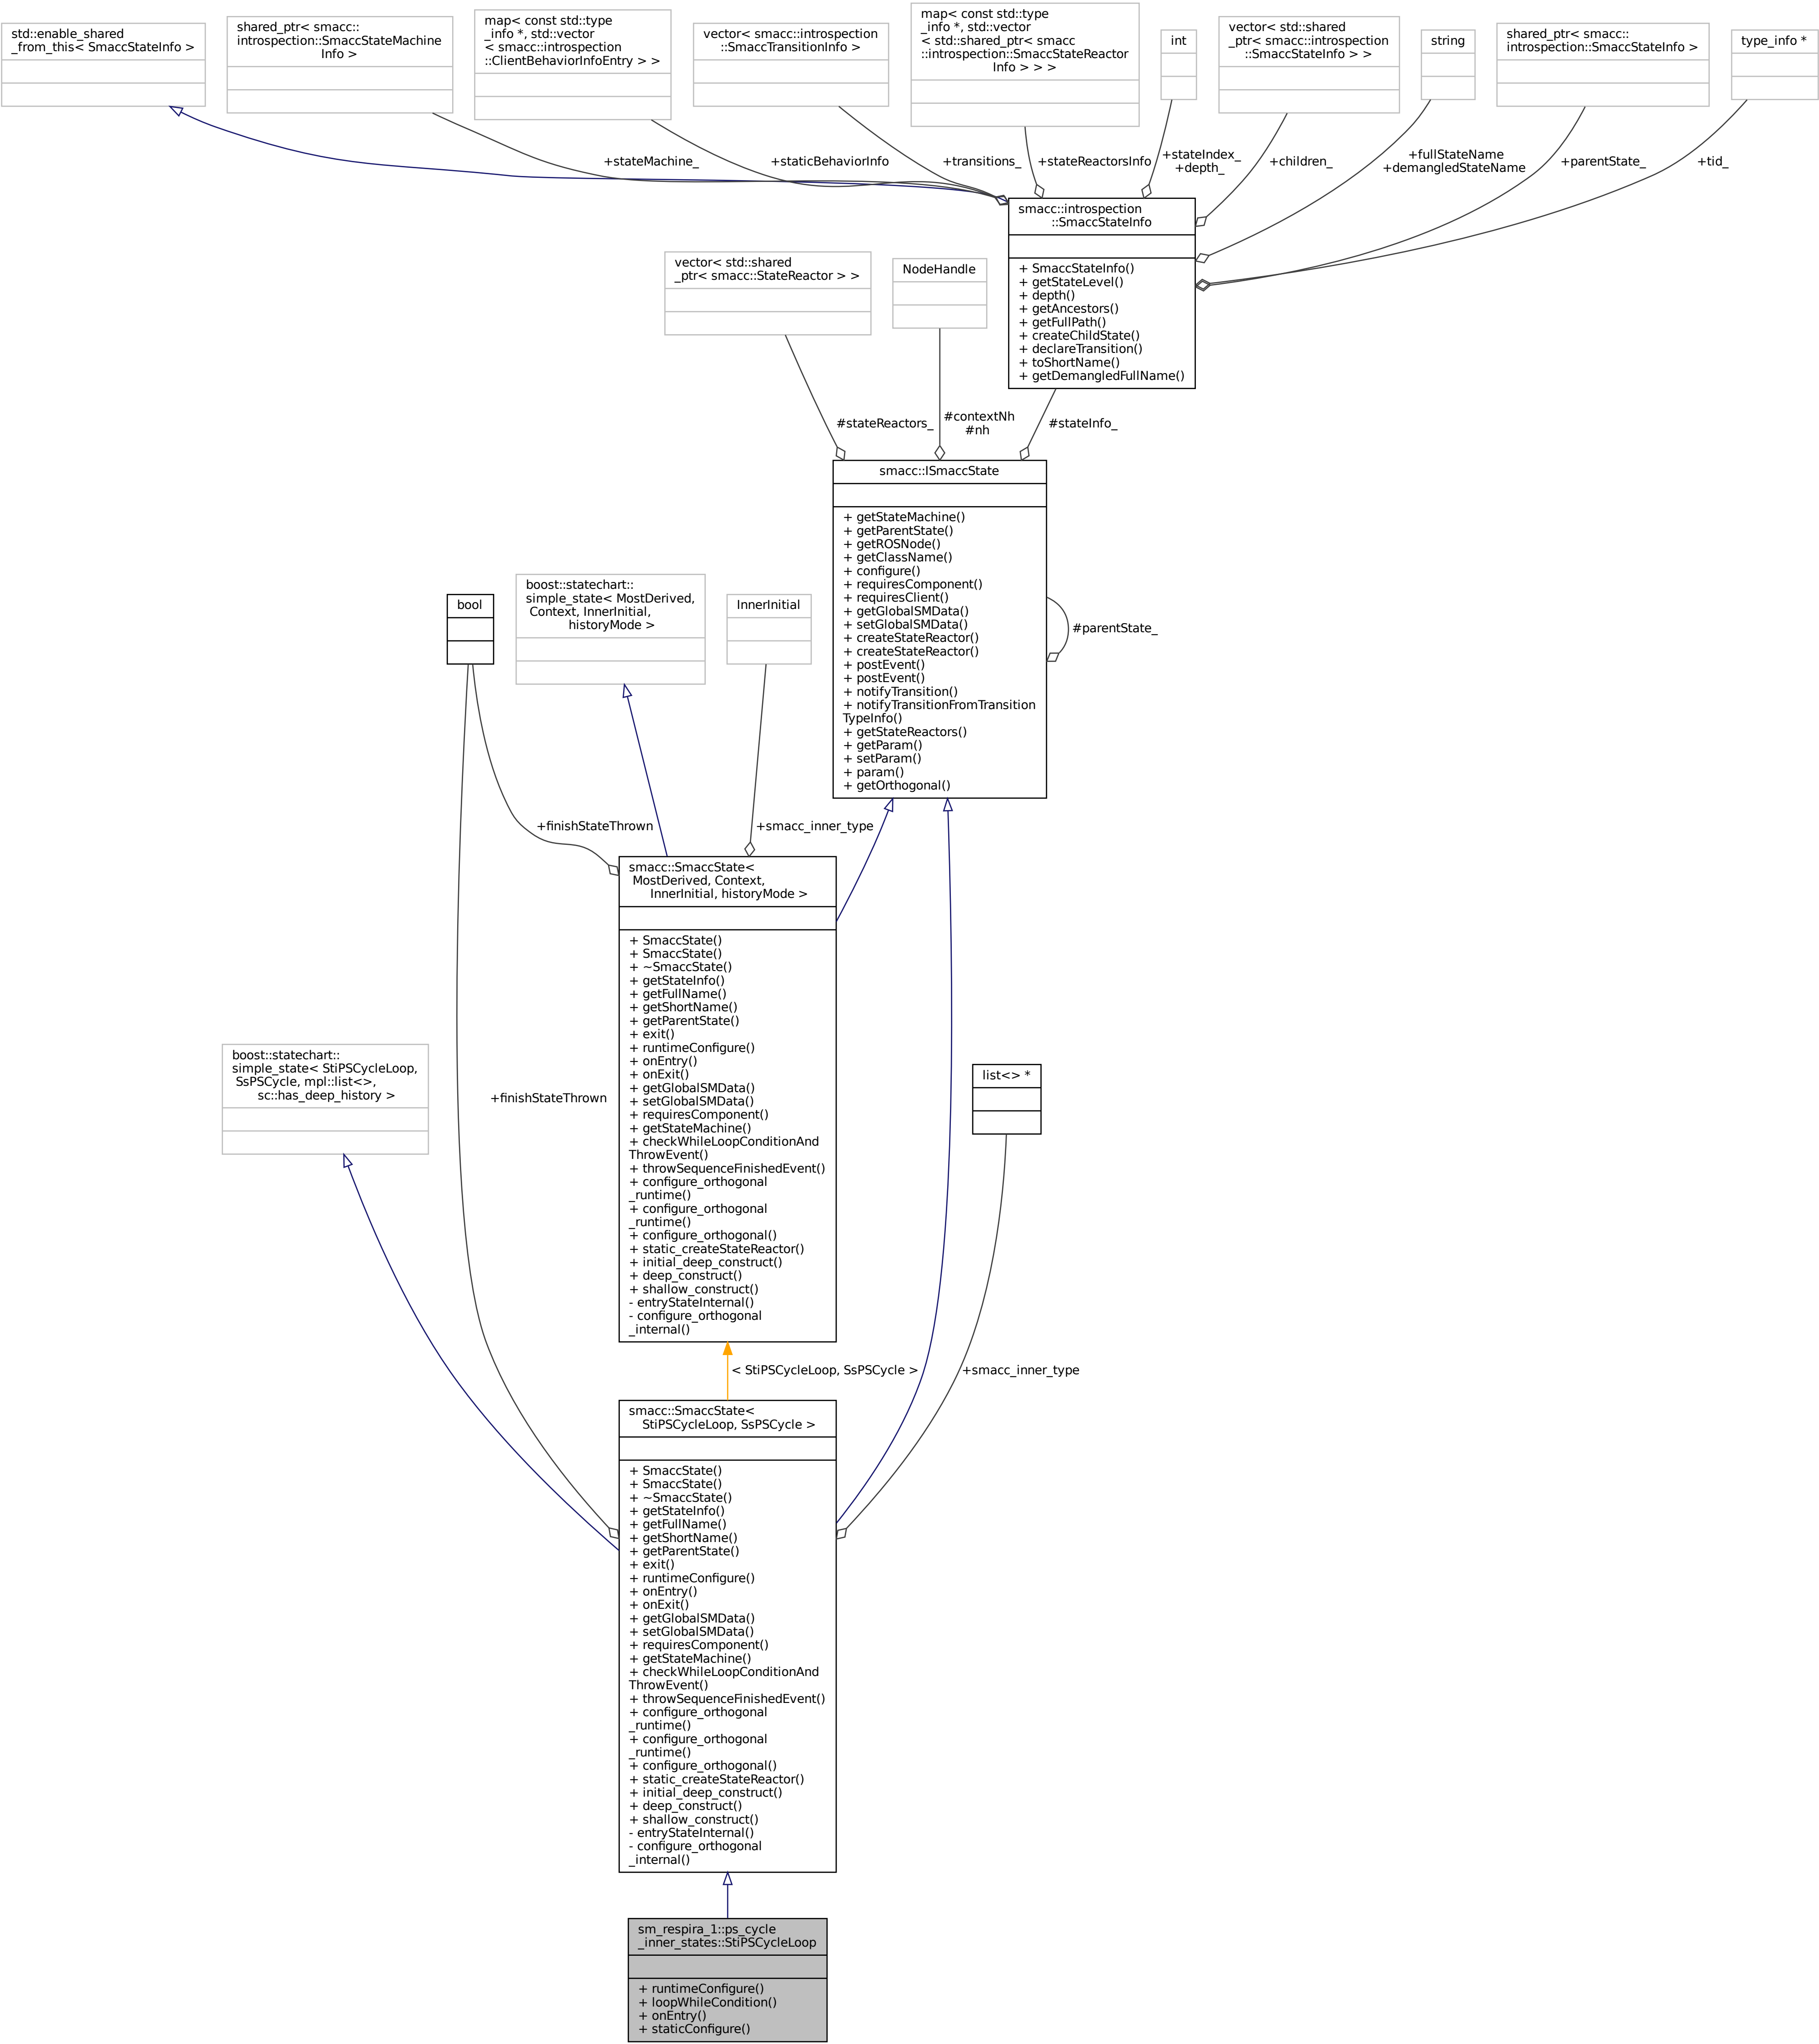 std::enable_shared
_from_this< SmaccStateInfo >
shared_ptr< smacc::
introspection::SmaccStateMachine
Info >
map< const std::type
_info *, std::vector
< smacc::introspection
::ClientBehaviorInfoEntry > >
vector< smacc::introspection
::SmaccTransitionInfo >
map< const std::type
_info *, std::vector
< std::shared_ptr< smacc
::introspection::SmaccStateReactor
Info > > >
int
vector< std::shared
_ptr< smacc::introspection
::SmaccStateInfo > >
string
shared_ptr< smacc::
introspection::SmaccStateInfo >
type_info *
+stateMachine_
+staticBehaviorInfo
+transitions_
+stateReactorsInfo
+stateIndex_
+depth_
+children_
+fullStateName
+demangledStateName
+parentState_
+tid_
smacc::introspection
::SmaccStateInfo
+ SmaccStateInfo()
+ getStateLevel()
+ depth()
+ getAncestors()
+ getFullPath()
+ createChildState()
+ declareTransition()
+ toShortName()
+ getDemangledFullName()
vector< std::shared
_ptr< smacc::StateReactor > >
NodeHandle
#stateReactors_
#contextNh
#nh
#stateInfo_
smacc::ISmaccState
+ getStateMachine()
+ getParentState()
+ getROSNode()
+ getClassName()
+ configure()
+ requiresComponent()
+ requiresClient()
+ getGlobalSMData()
+ setGlobalSMData()
+ createStateReactor()
+ createStateReactor()
+ postEvent()
+ postEvent()
+ notifyTransition()
+ notifyTransitionFromTransition
TypeInfo()
+ getStateReactors()
+ getParam()
+ setParam()
+ param()
+ getOrthogonal()
#parentState_
bool
boost::statechart::
simple_state< MostDerived,
Context, InnerInitial,
historyMode >
InnerInitial
+finishStateThrown
+smacc_inner_type
smacc::SmaccState<
MostDerived, Context,
InnerInitial, historyMode >
+ SmaccState()
+ SmaccState()
+ ~SmaccState()
+ getStateInfo()
+ getFullName()
+ getShortName()
+ getParentState()
+ exit()
+ runtimeConfigure()
+ onEntry()
+ onExit()
+ getGlobalSMData()
+ setGlobalSMData()
+ requiresComponent()
+ getStateMachine()
+ checkWhileLoopConditionAnd
ThrowEvent()
+ throwSequenceFinishedEvent()
+ configure_orthogonal
_runtime()
+ configure_orthogonal
_runtime()
+ configure_orthogonal()
+ static_createStateReactor()
+ initial_deep_construct()
+ deep_construct()
+ shallow_construct()
- entryStateInternal()
- configure_orthogonal
_internal()
boost::statechart::
simple_state< StiPSCycleLoop,
SsPSCycle, mpl::list<>,
sc::has_deep_history >
+finishStateThrown
list<> *
< StiPSCycleLoop, SsPSCycle >
+smacc_inner_type
smacc::SmaccState<
StiPSCycleLoop, SsPSCycle >
+ SmaccState()
+ SmaccState()
+ ~SmaccState()
+ getStateInfo()
+ getFullName()
+ getShortName()
+ getParentState()
+ exit()
+ runtimeConfigure()
+ onEntry()
+ onExit()
+ getGlobalSMData()
+ setGlobalSMData()
+ requiresComponent()
+ getStateMachine()
+ checkWhileLoopConditionAnd
ThrowEvent()
+ throwSequenceFinishedEvent()
+ configure_orthogonal
_runtime()
+ configure_orthogonal
_runtime()
+ configure_orthogonal()
+ static_createStateReactor()
+ initial_deep_construct()
+ deep_construct()
+ shallow_construct()
- entryStateInternal()
- configure_orthogonal
_internal()
sm_respira_1::ps_cycle
_inner_states::StiPSCycleLoop
+ runtimeConfigure()
+ loopWhileCondition()
+ onEntry()
+ staticConfigure()